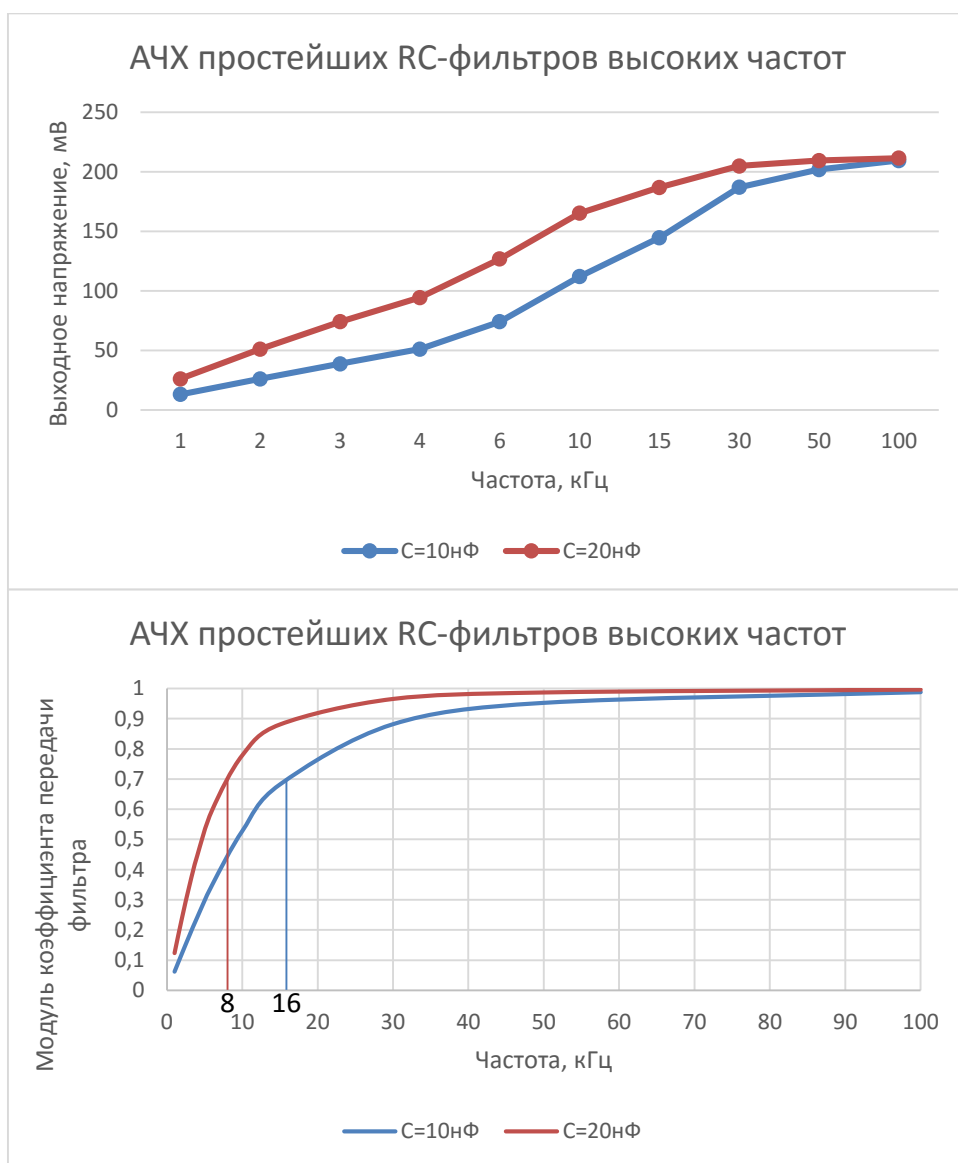 АЧХ простейших RC-фильтров высоких частот
Выходное напряжение, мВ
250
200
150
100
50
0
1 2 3 4 6 10 15 30 50 100
Частота, кГц
C=10нФ C=20нФ
АЧХ простейших RC-фильтров высоких частот
Модуль коэффициэнта передачи
фильтра
1
0,9
0,8
0,7
0,6
0,5
0,4
0,3
0,2
0,1
0
8 16
0 10 20 30 40 50 60 70 80 90 100
Частота, кГц
C=10нФ C=20нФ